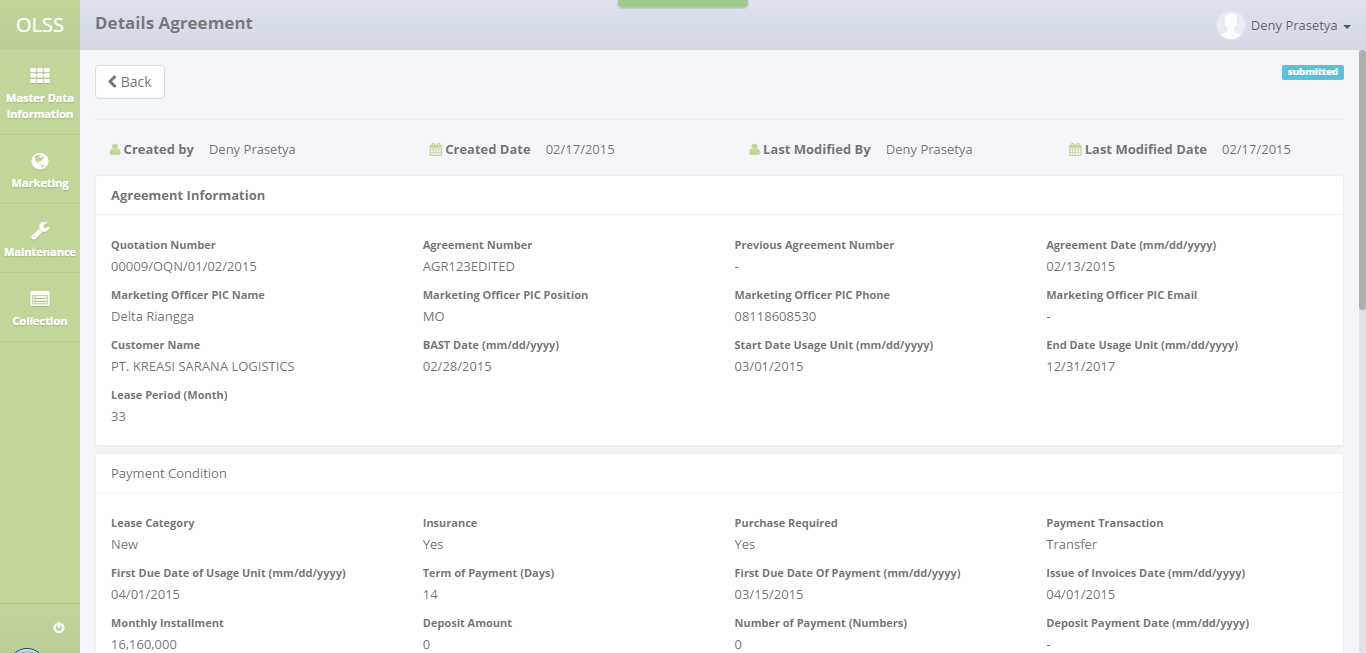 OLSS
Details Agreement
Deny Prasetya
Master Data
Information
Marketing
Maintenance
Collection
Back
submitted
Created by Deny Prasetya Created Date 02/17/2015 Last Modified By Deny Prasetya Last Modified Date 02/17/2015
Agreement Information
Quotation Number Agreement Number Previous Agreement Number Agreement Date (mm/dd/yyyy)
00009/OQN/01/02/2015 AGR123EDITED - 02/13/2015
Marketing Officer PIC Name Marketing Officer PIC Position Marketing Officer PIC Phone Marketing Officer PIC Email
Delta Riangga MO 08118608530 -
Customer Name BAST Date (mm/dd/yyyy) Start Date Usage Unit (mm/dd/yyyy) End Date Usage Unit (mm/dd/yyyy)
PT. KREASI SARANA LOGISTICS 02/28/2015 03/01/2015 12/31/2017
Lease Period (Month)
33
Payment Condition
Lease Category Insurance Purchase Required Payment Transaction
New Yes Yes Transfer
First Due Date of Usage Unit (mm/dd/yyyy) Term of Payment (Days) First Due Date Of Payment (mm/dd/yyyy) Issue of Invoices Date (mm/dd/yyyy)
04/01/2015 14 03/15/2015 04/01/2015
Monthly Installment Deposit Amount Number of Payment (Numbers) Deposit Payment Date (mm/dd/yyyy)
16,160,000 0 0 -